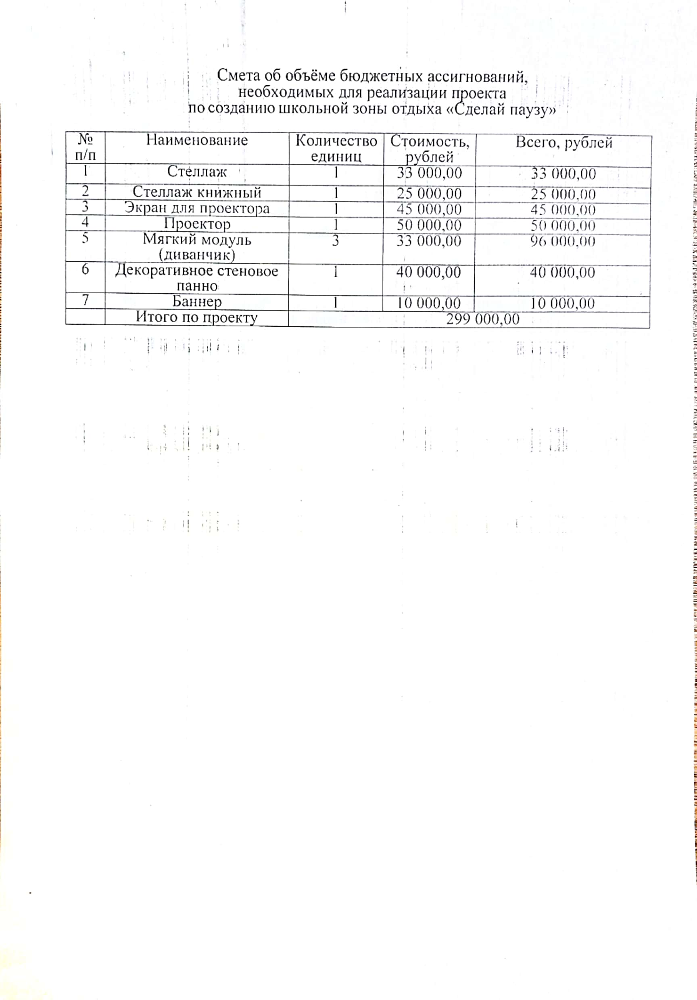 Смета об объёме бюджетных ассигнований,
необходимых для реализации проекта
по созданию школьной зоны отдыха «Сделай паузу»
№ п/п Наименование Количество единиц Стоимость, рублей Всего, рублей
1 Стеллаж 1 33 000,00 33 000,00
2 Стеллаж книжный 1 25 000,00 25 000,00
3 Экран для проектора 1 45 000,00 45 000,00
4 Проектор 1 50 000,00 50 000,00
5 Мягкий модуль (диванчик) 3 33 000,00 96 000,00
6 Декоративное стеновое панно 1 40 000,00 40 000,00
7 Баннер 1 10 000,00 10 000,00
Итого по проекту 299 000,00